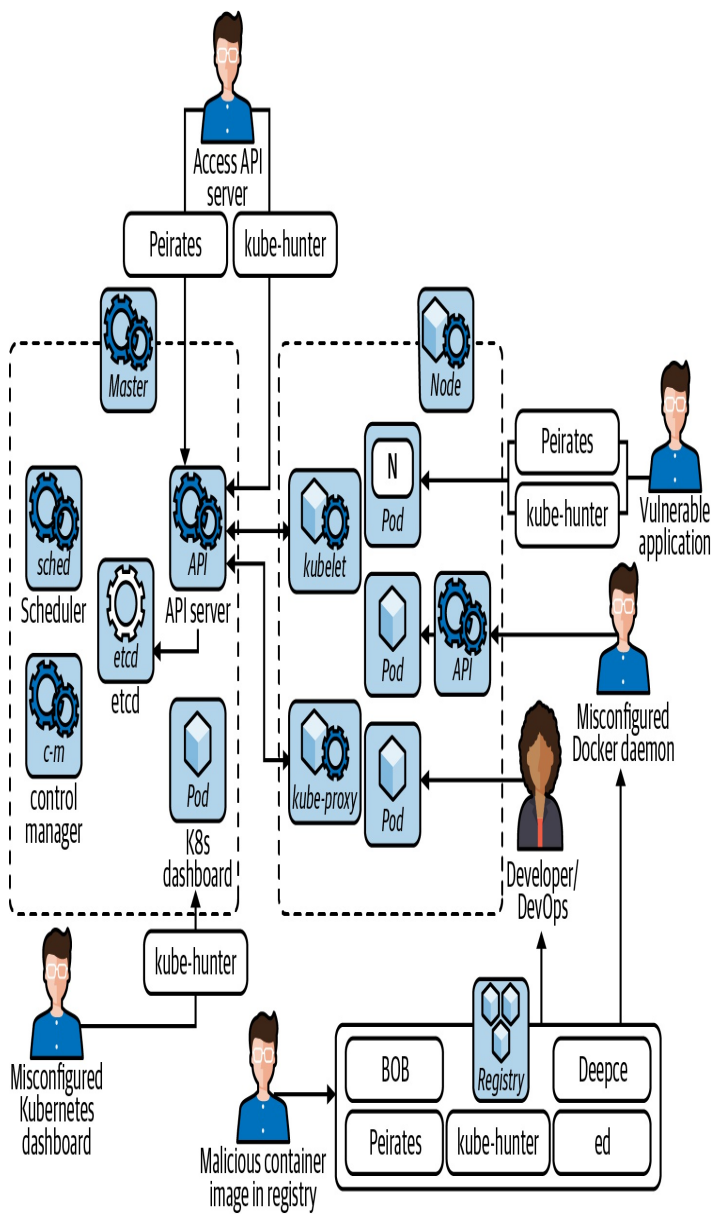 Access API
server
Peirates
kube-hunter
Master
Node
N
Pod
Peirates
kube-hunter
Vulnerable
application
sched
Scheduler
API
API server
kubelet
etcd
etcd
Pod
API
Misconfigured
Docker daemon
c-m
control
manager
Pod
K8s
dashboard
kube-proxy
Pod
Developer/
DevOps
kube-hunter
Misconfigured
Kubernetes
dashboard
Malicious container
image in registry
Registry
BOB
Deepce
Peirates
kube-hunter
ed